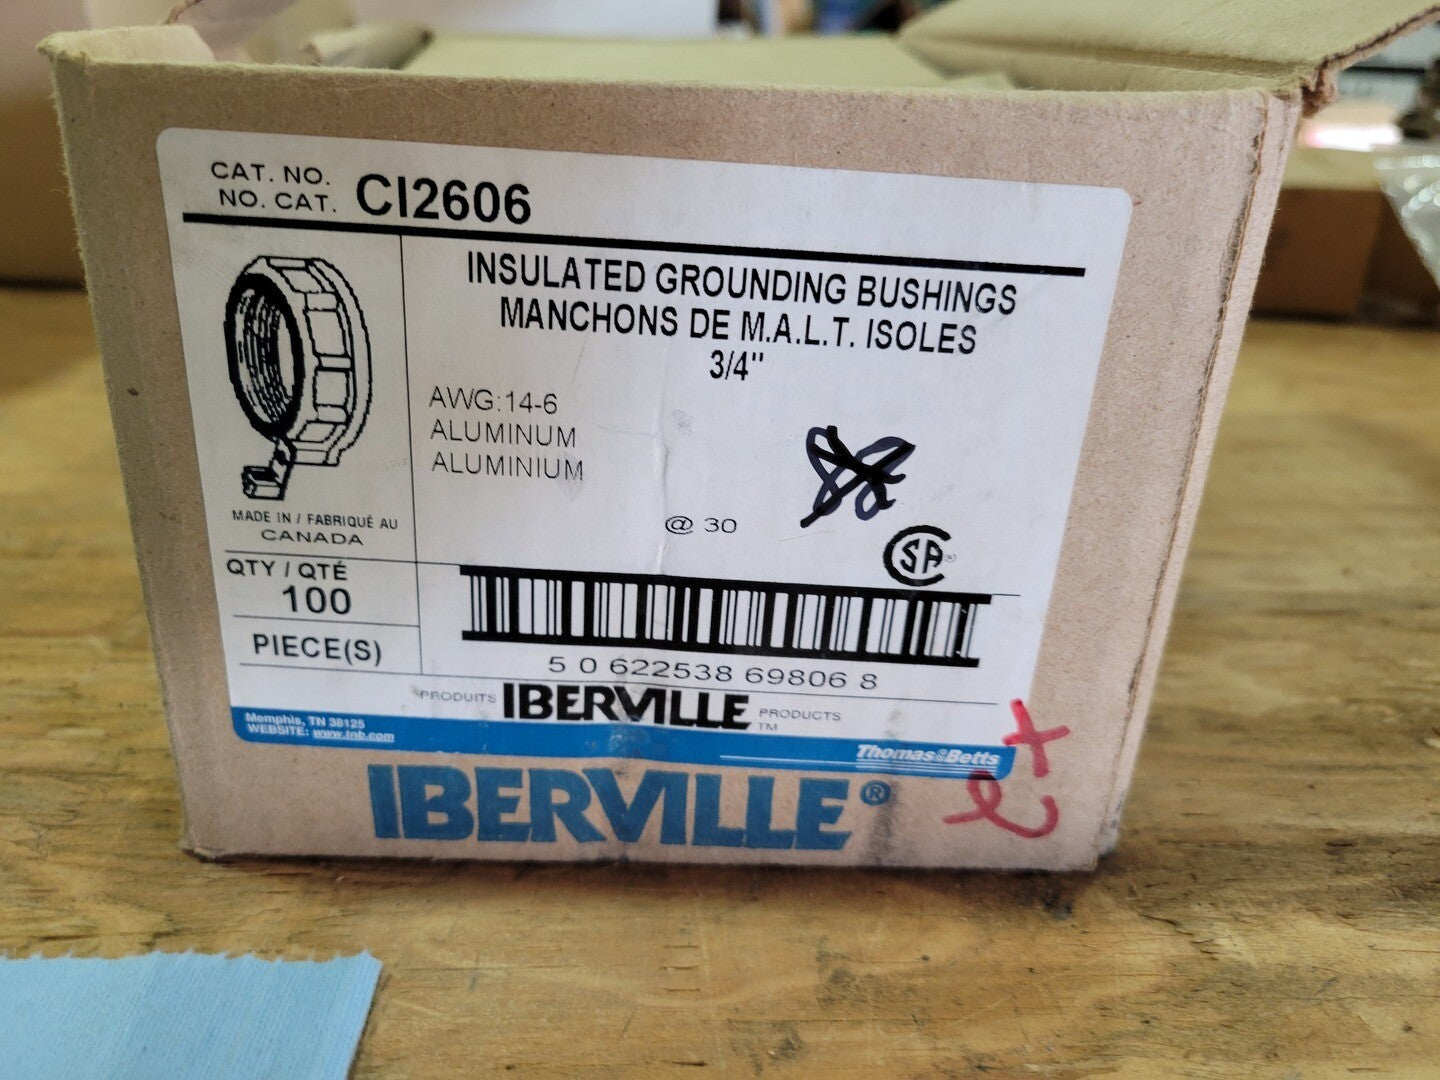 CAT. NO.
NO. CAT. CI2606
INSULATED GROUNDING BUSHINGS
MANCHONS DE M.A.L.T. ISOLES
3/4"
AWG:14-6
ALUMINUM
ALUMINIUM
@ 30
CSA®
MADE IN / FABRIQUÉ AU
CANADA
QTY / QTÉ
100
PIECE(S)
5 0 622538 69806 8
PRODUITS IBERVILLE PRODUCTS
TM
Memphis, TN 38125
WEBSITE: www.tnb.com
Thomas&Betts
IBERVILLE®